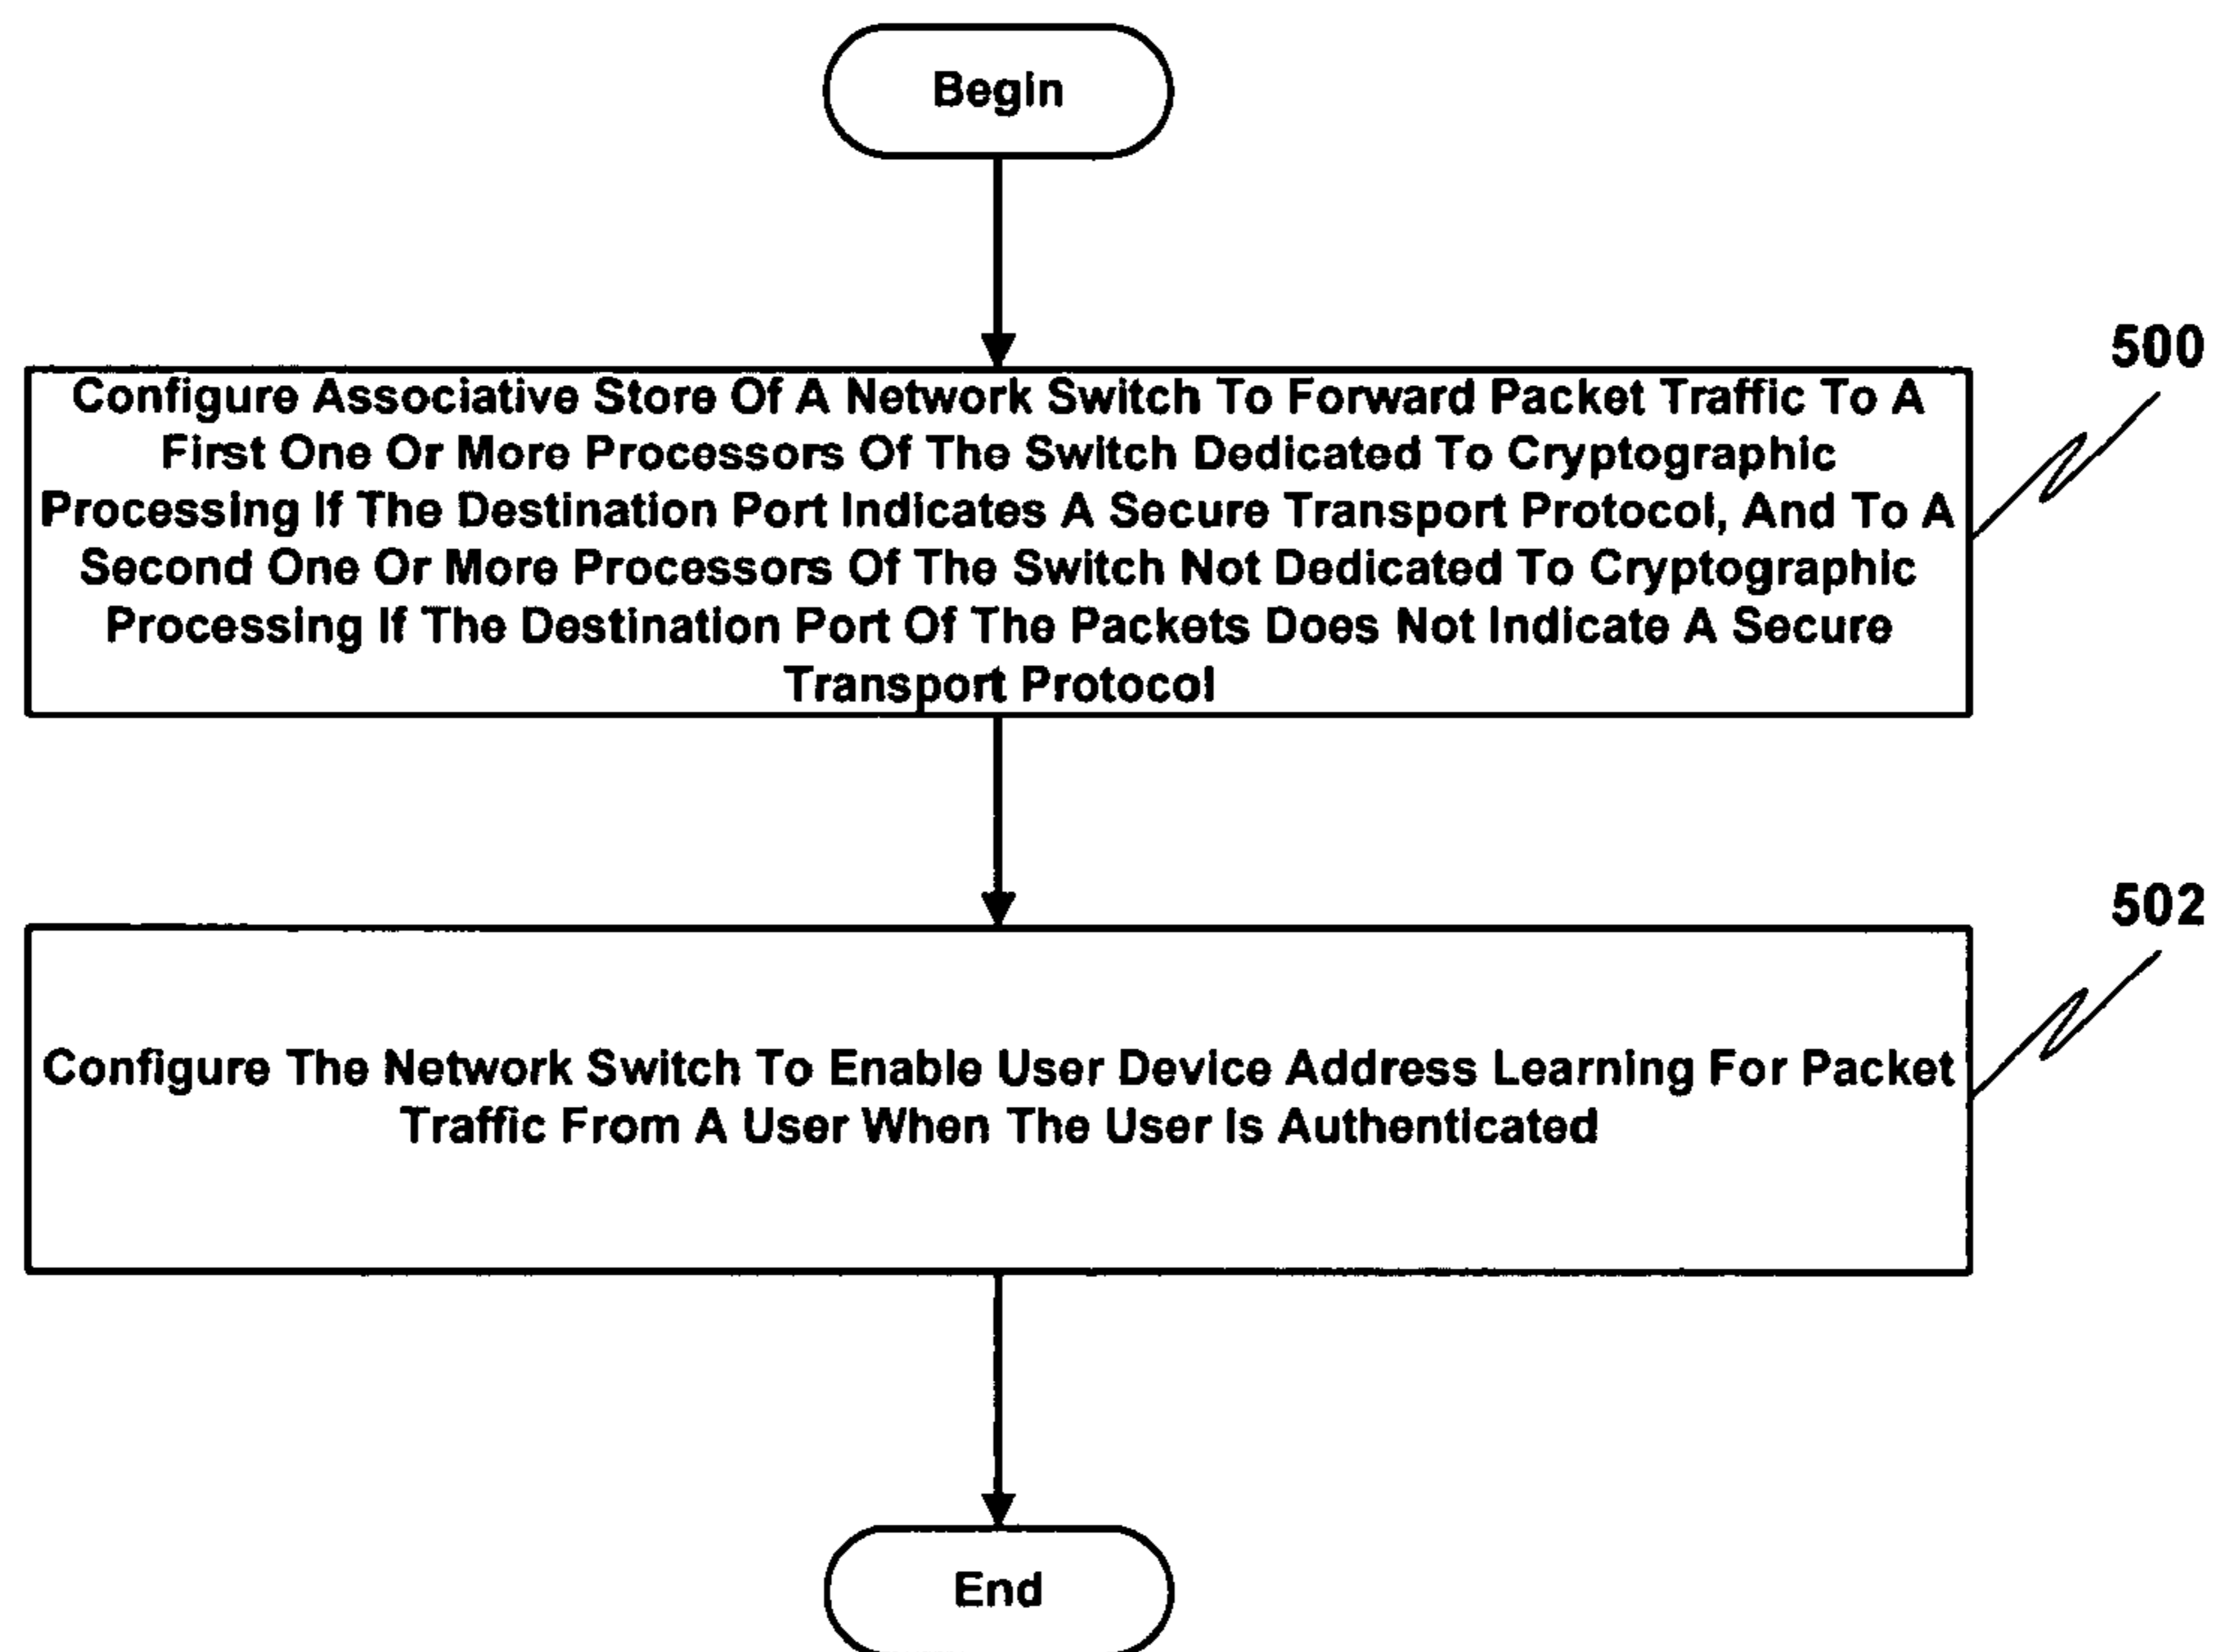 Begin
500
Configure Associative Store Of A Network Switch To Forward Packet Traffic To A
First One Or More Processors Of The Switch Dedicated To Cryptographic
Processing If The Destination Port Indicates A Secure Transport Protocol, And To A
Second One Or More Processors Of The Switch Not Dedicated To Cryptographic
Processing If The Destination Port Of The Packets Does Not Indicate A Secure
Transport Protocol
502
Configure The Network Switch To Enable User Device Address Learning For Packet
Traffic From A User When The User Is Authenticated
End